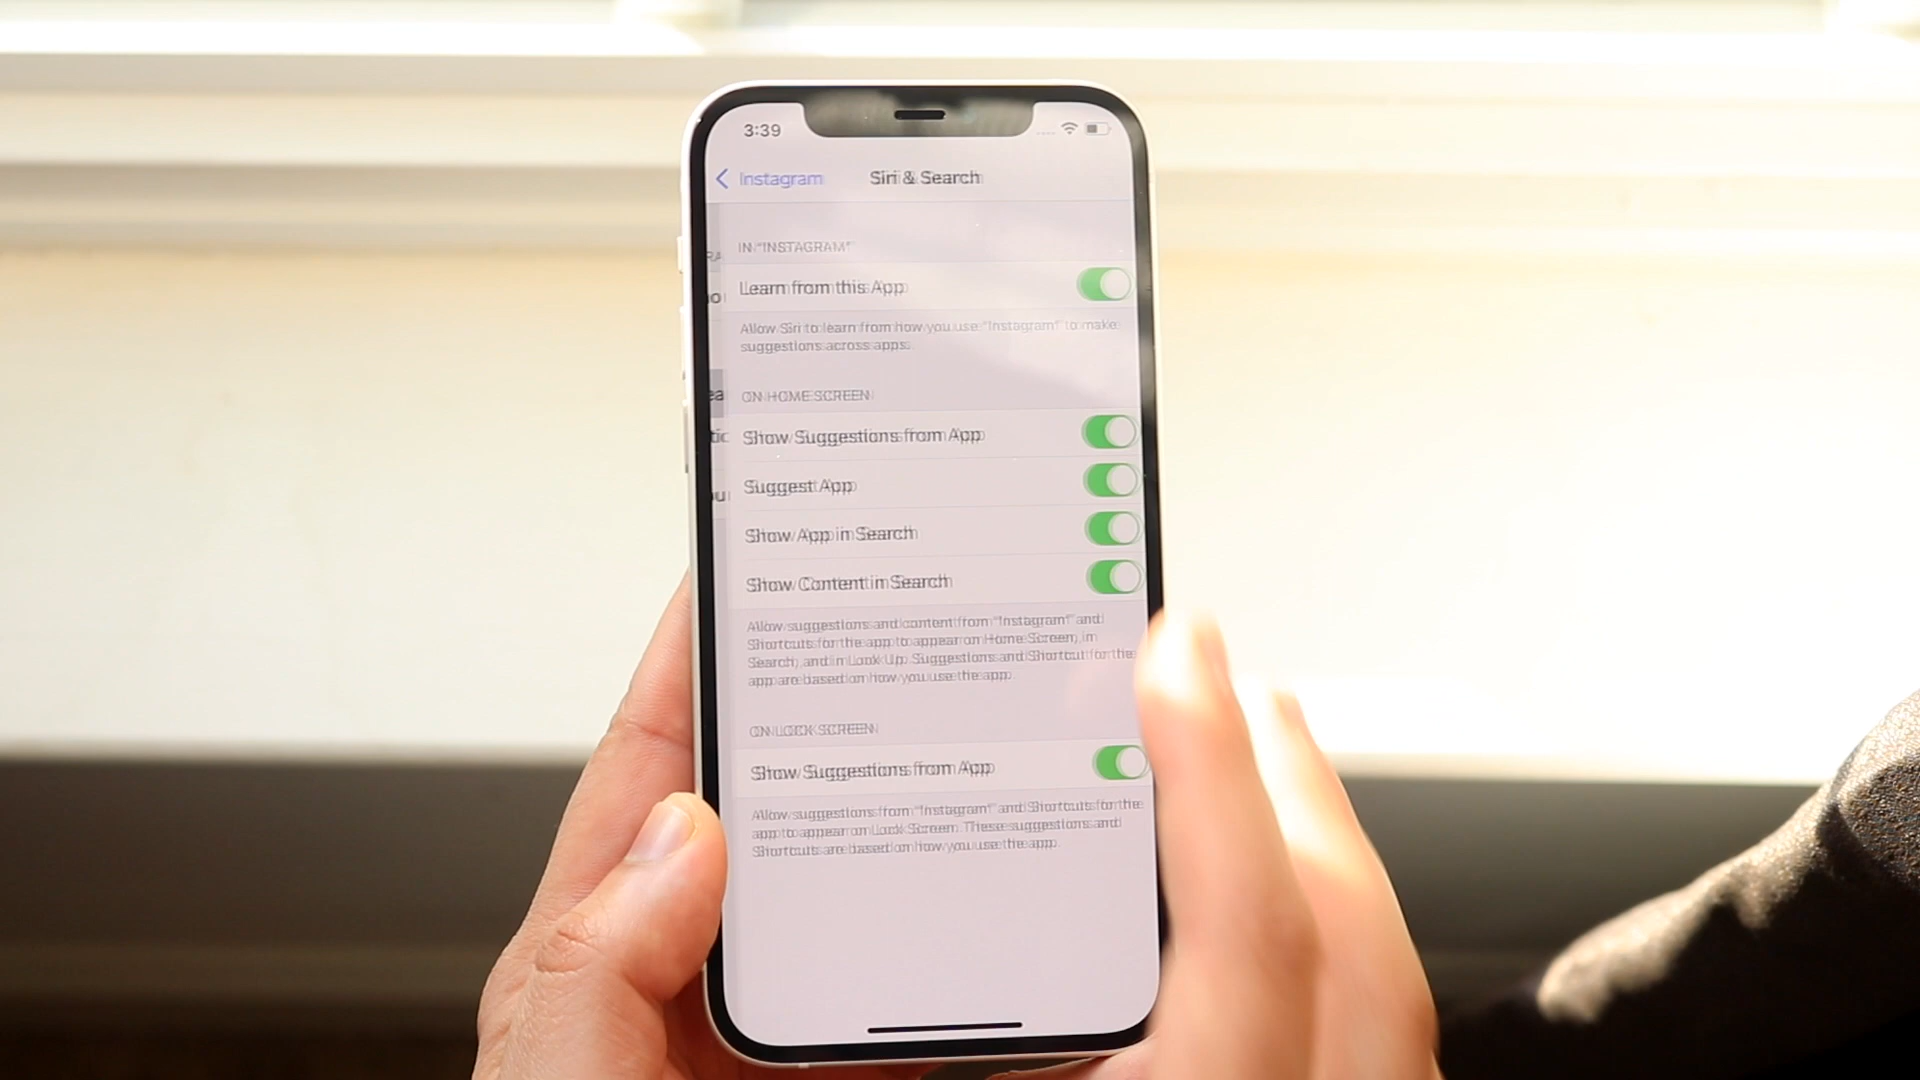 3:39
Instagram
Siri & Search
IN "INSTAGRAM"
Learn from this App
Allow Siri to learn from how you use "Instagram" to make
suggestions across apps.
ON HOME SCREEN
Show Suggestions from App
Suggest App
Show App in Search
Show Content in Search
Allow suggestions and content from "Instagram" and
Shortcuts for the app to appear on Home Screen, in
Search, and in Look Up. Suggestions and Shortcut for the
app are based on how you use the app.
ON LOCK SCREEN
Show Suggestions from App
Allow suggestions from "Instagram" and Shortcuts for the
app to appear on Lock Screen. These suggestions and
Shortcuts are based on how you use the app.